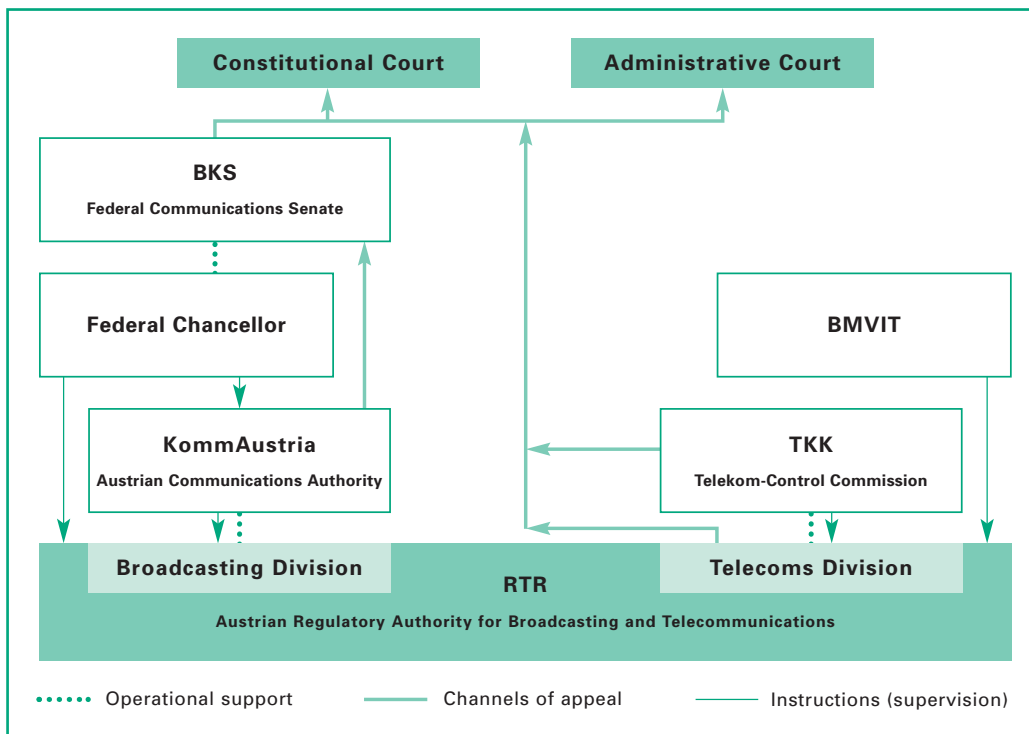 Constitutional Court
Administrative Court
BKS
Federal Communications Senate
Federal Chancellor
BMVIT
KommAustria
Austrian Communications Authority
TKK
Telekom-Control Commission
Broadcasting Division
Telecoms Division
RTR
Austrian Regulatory Authority for Broadcasting and Telecommunications
Operational support
Channels of appeal
Instructions (supervision)